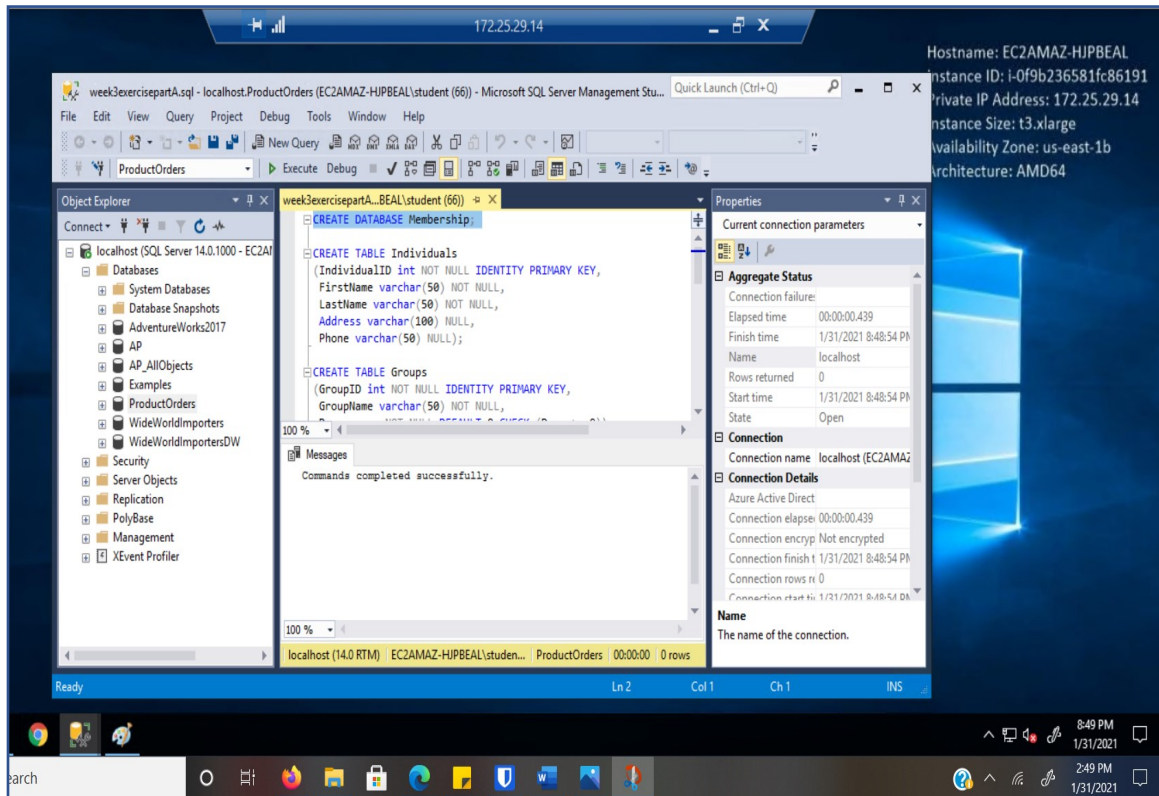 172.25.29.14
Hostname: EC2AMAZ-HJPBEAL
nstance ID: i-0f9b236581fc86191
Private IP Address: 172.25.29.14
nstance Size: t3.xlarge
Availability Zone: us-east-1b
Architecture: AMD64
week3exercisepartA.sql - localhost.ProductOrders (EC2AMAZ-HJPBEAL\student (66)) - Microsoft SQL Server Management Stu...
Quick Launch (Ctrl+Q)
File Edit View Query Project Debug Tools Window Help
New Query
ProductOrders
Execute Debug
Object Explorer
Connect
localhost (SQL Server 14.0.1000 - EC2A
Databases
System Databases
Database Snapshots
AdventureWorks2017
AP
AP_AllObjects
Examples
ProductOrders
WideWorldImporters
WideWorldImportersDW
Security
Server Objects
Replication
PolyBase
Management
XEvent Profiler
week3exercisepartA...BEAL\student (66))
CREATE DATABASE Membership;
CREATE TABLE Individuals
(IndividualID int NOT NULL IDENTITY PRIMARY KEY,
FirstName varchar(50) NOT NULL,
LastName varchar(50) NOT NULL,
Address varchar(100) NULL,
Phone varchar(50) NULL);
CREATE TABLE Groups
(GroupID int NOT NULL IDENTITY PRIMARY KEY,
GroupName varchar(50) NOT NULL,
100 %
Messages
Commands completed successfully.
100 %
localhost (14.0 RTM) EC2AMAZ-HJPBEAL\studen... ProductOrders 00:00:00 0 rows
Properties
Current connection parameters
Aggregate Status
Connection failure
Elapsed time 00:00:00.439
Finish time 1/31/2021 8:48:54 PM
Name localhost
Rows returned 0
Start time 1/31/2021 8:48:54 PM
State Open
Connection
Connection name localhost (EC2AMAZ
Connection Details
Azure Active Direct
Connection elapse 00:00:00.439
Connection encryp Not encrypted
Connection finish t 1/31/2021 8:48:54 PM
Connection rows re 0
Name
The name of the connection.
Ready Ln 2 Col 1 Ch 1 INS
8:49 PM
1/31/2021
earch
2:49 PM
1/31/2021